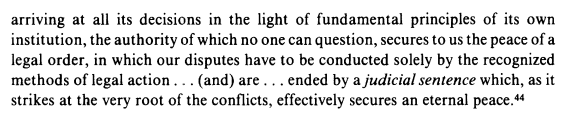 arriving at all its decisions in the light of fundamental principles of its own
institution, the authority of which no one can question, secures to us the peace of a
legal order, in which our disputes have to be conducted solely by the recognized
methods of legal action . . . (and) are . . . ended by a judicial sentence which, as it
strikes at the very root of the conflicts, effectively secures an eternal peace.⁴⁴